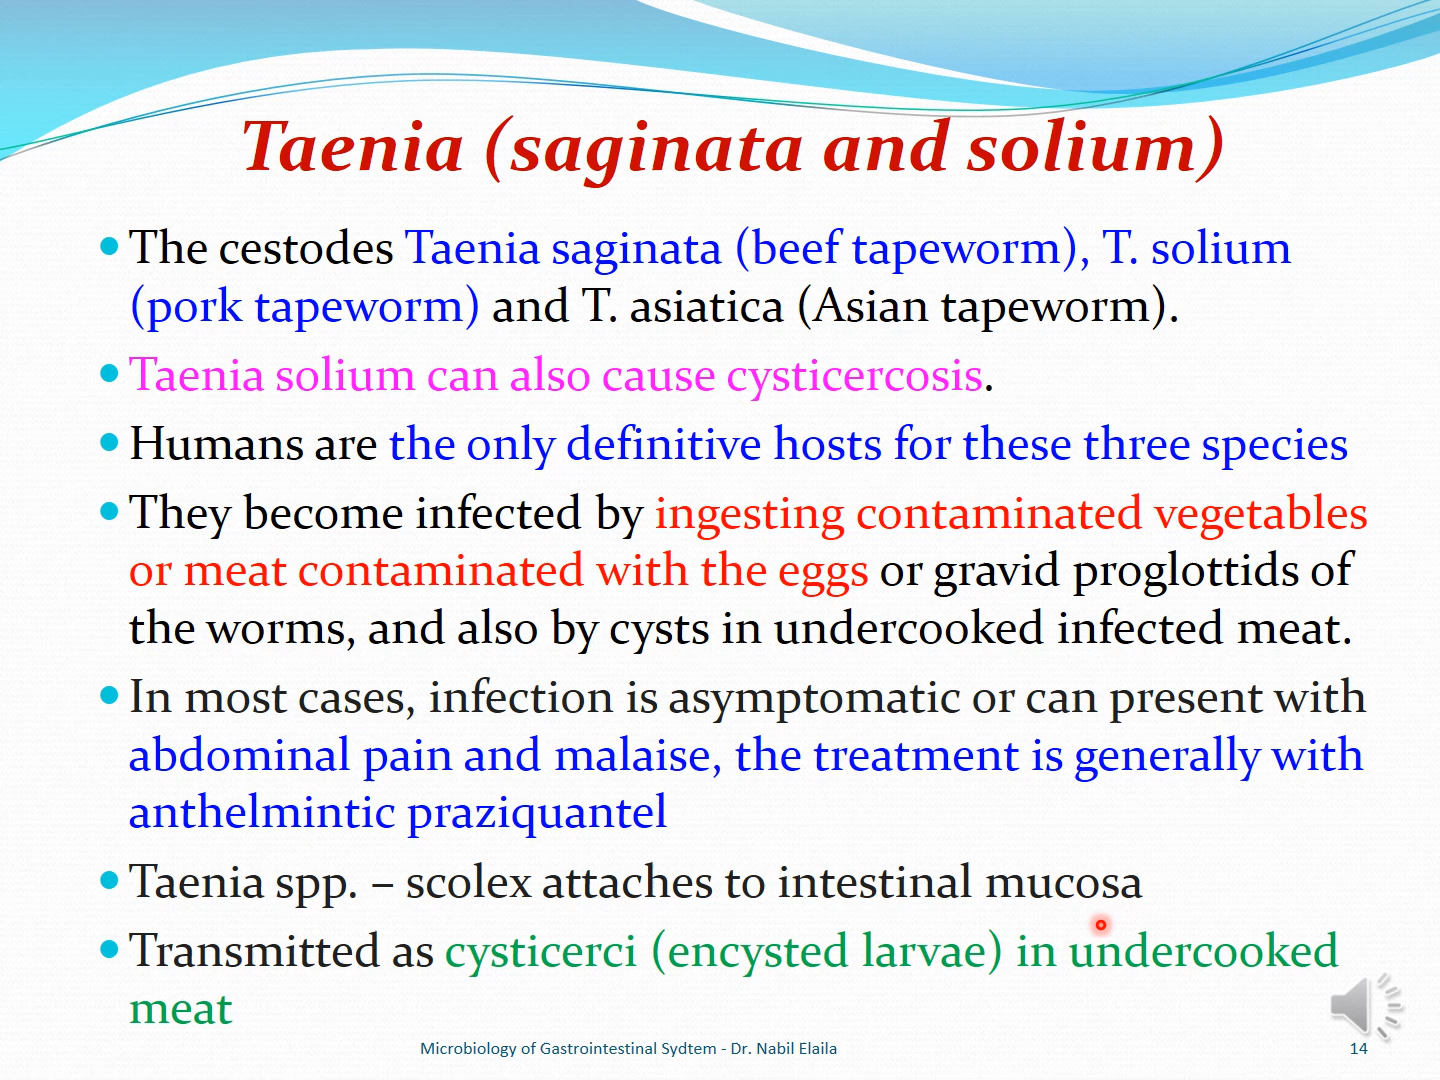 Taenia (saginata and solium)
The cestodes Taenia saginata (beef tapeworm), T. solium
(pork tapeworm) and T. asiatica (Asian tapeworm).
Taenia solium can also cause cysticercosis.
Humans are the only definitive hosts for these three species
They become infected by ingesting contaminated vegetables
or meat contaminated with the eggs or gravid proglottids of
the worms, and also by cysts in undercooked infected meat.
In most cases, infection is asymptomatic or can present with
abdominal pain and malaise, the treatment is generally with
anthelmintic praziquantel
Taenia spp. – scolex attaches to intestinal mucosa
Transmitted as cysticerci (encysted larvae) in undercooked
meat
Microbiology of Gastrointestinal Sydtem - Dr. Nabil Elaila
14